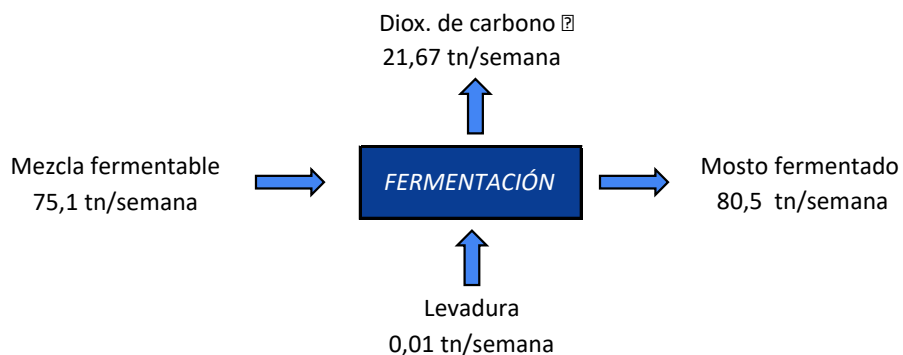 Diox. de carbono
21,67 tn/semana
Mezcla fermentable
75,1 tn/semana
FERMENTACIÓN
Mosto fermentado
80,5 tn/semana
Levadura
0,01 tn/semana